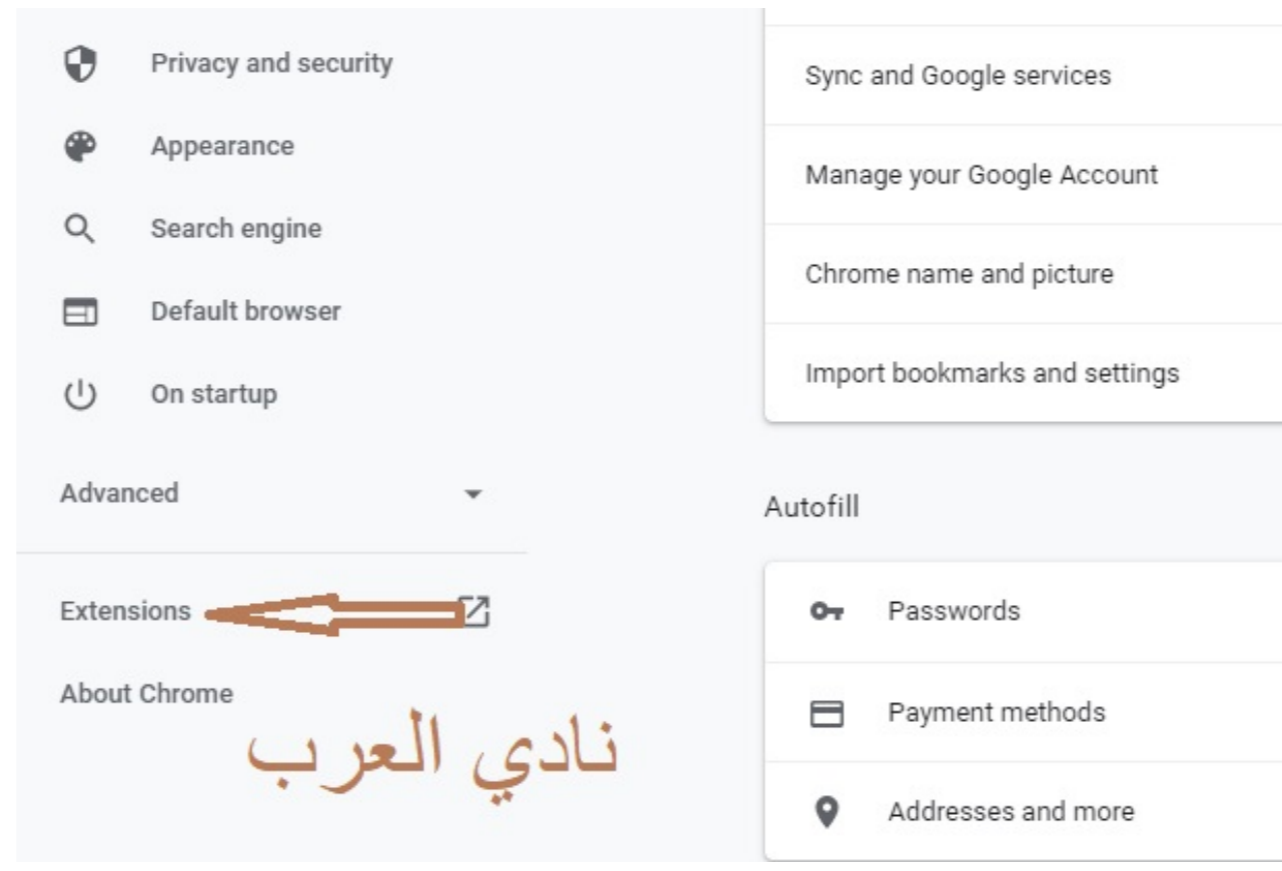 Privacy and security
Appearance
Search engine
Default browser
On startup
Advanced
Extensions
About Chrome
نادي العرب
Sync and Google services
Manage your Google Account
Chrome name and picture
Import bookmarks and settings
Autofill
Passwords
Payment methods
Addresses and more